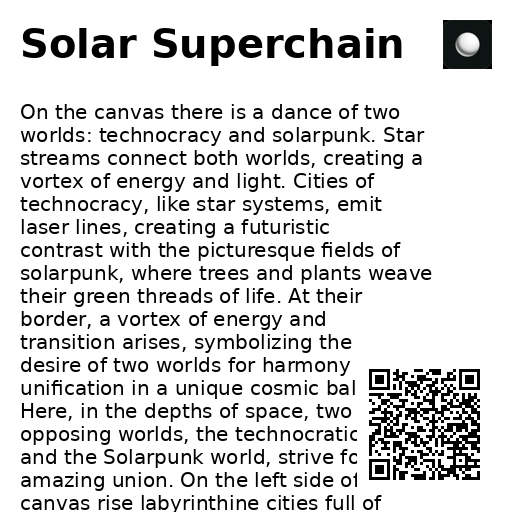 Solar Superchain
On the canvas there is a dance of two
worlds: technocracy and solarpunk. Star
streams connect both worlds, creating a
vortex of energy and light. Cities of
technocracy, like star systems, emit
laser lines, creating a futuristic
contrast with the picturesque fields of
solarpunk, where trees and plants weave
their green threads of life. At their
border, a vortex of energy and
transition arises, symbolizing the
desire of two worlds for harmony
unification in a unique cosmic bal
Here, in the depths of space, two
opposing worlds, the technocratic
and the Solarpunk world, strive fo
amazing union. On the left side of
canvas rise labyrinthine cities full of